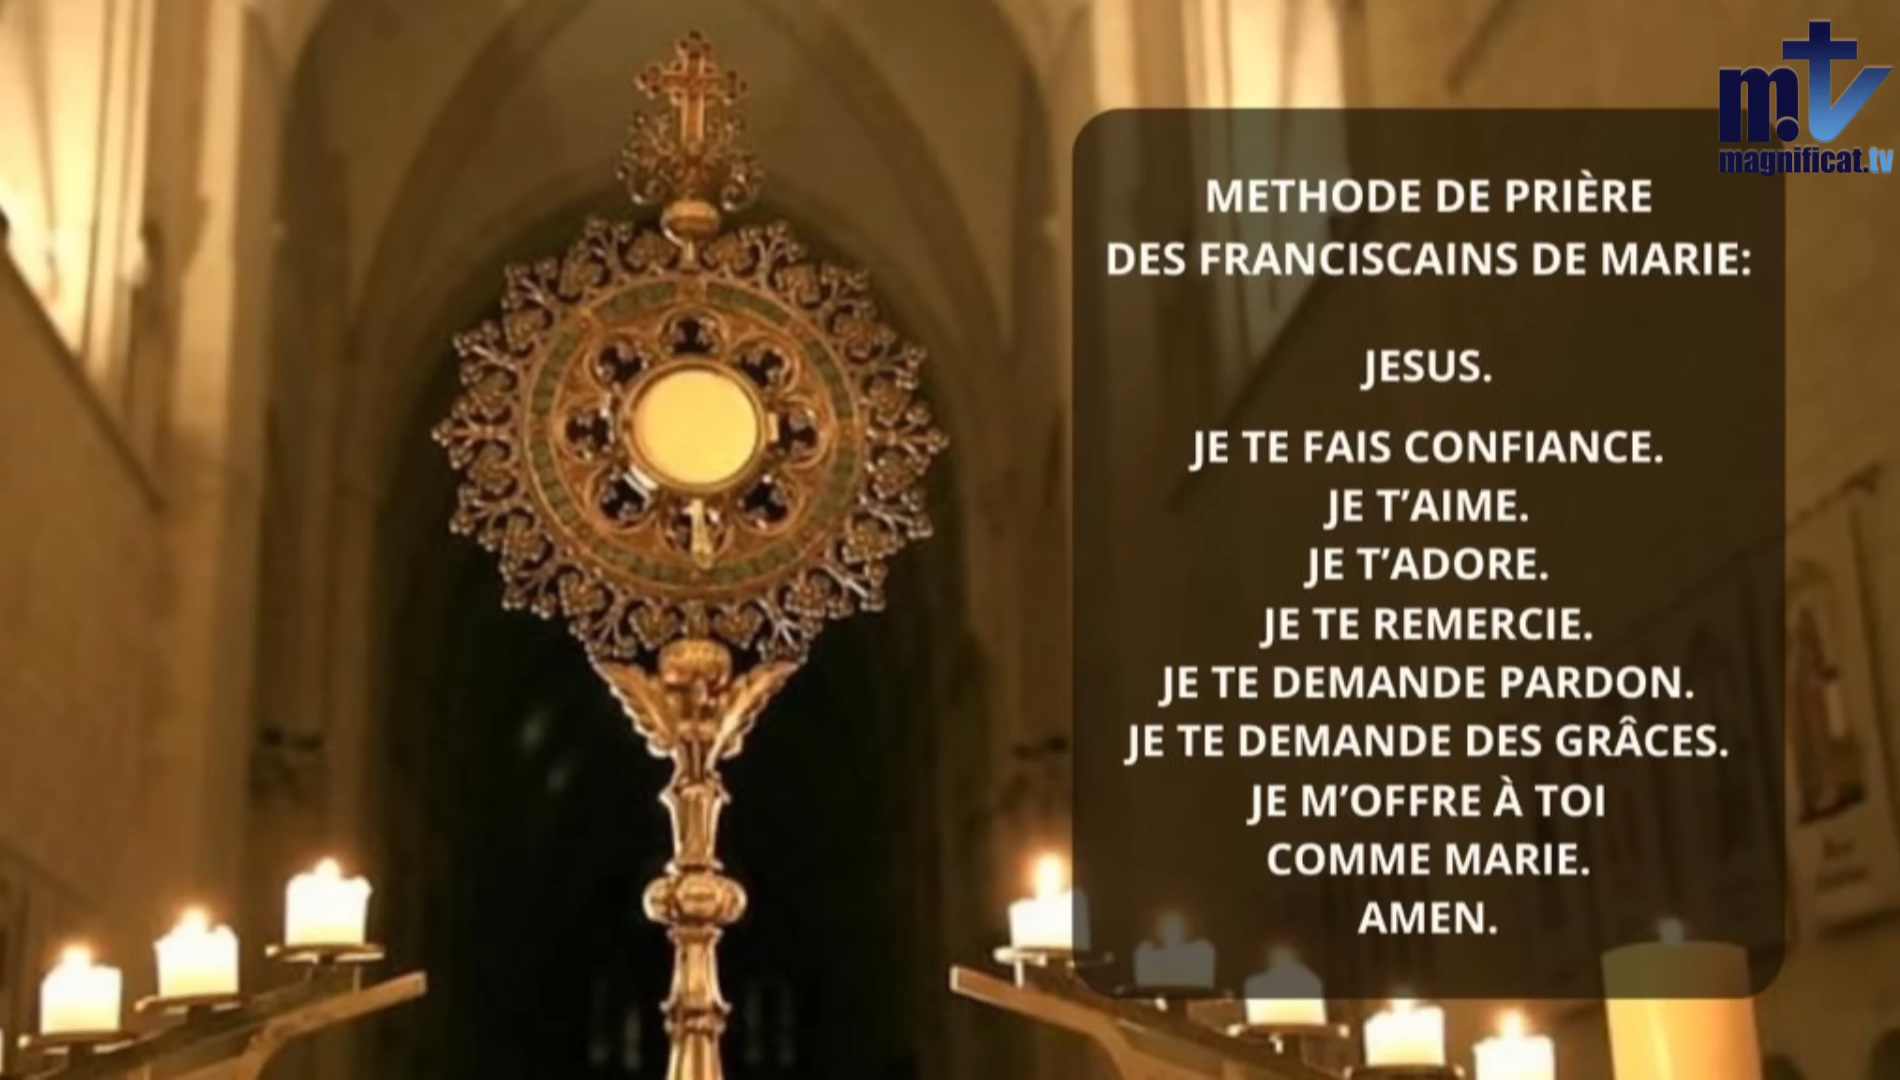 mtv
magnificat.tv
METHODE DE PRIÈRE
DES FRANCISCAINS DE MARIE:
JESUS.
JE TE FAIS CONFIANCE.
JE T’AIME.
JE T’ADORE.
JE TE REMERCIE.
JE TE DEMANDE PARDON.
JE TE DEMANDE DES GRÂCES.
JE M’OFFRE À TOI
COMME MARIE.
AMEN.